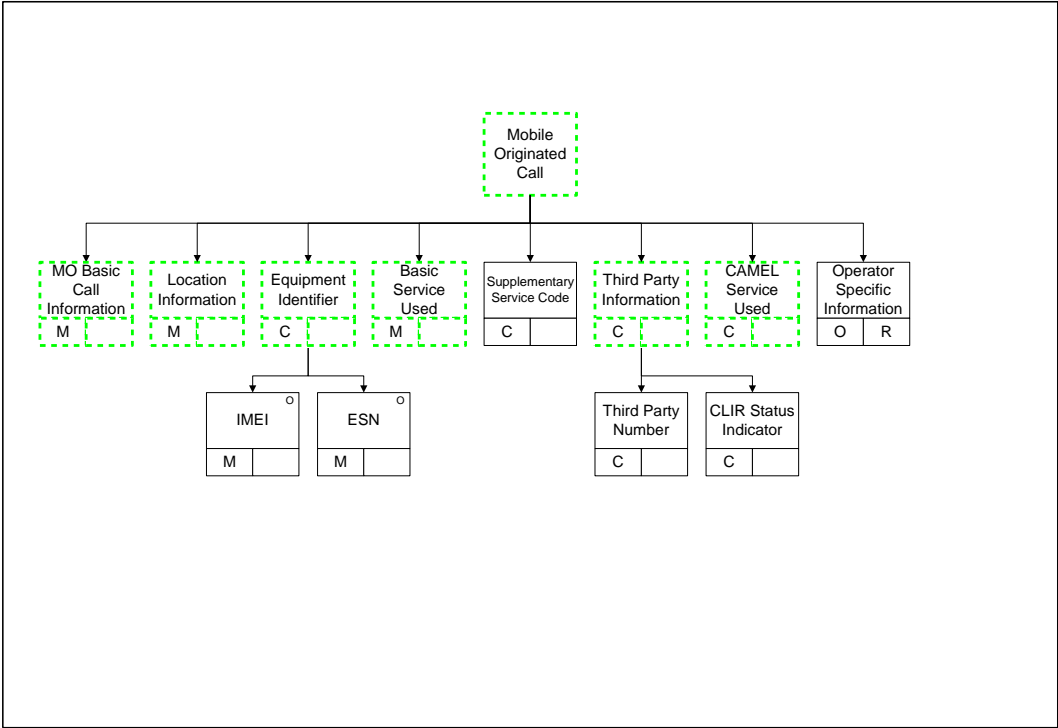 Mobile
Originated
Call
MO Basic
Call
Information
M
Location
Information
M
Equipment
Identifier
C
Basic
Service
Used
M
Supplementary
Service Code
C
Third Party
Information
C
CAMEL
Service
Used
C
Operator
Specific
Information
O R
IMEI
O
M
ESN
O
M
Third Party
Number
C
CLIR Status
Indicator
C